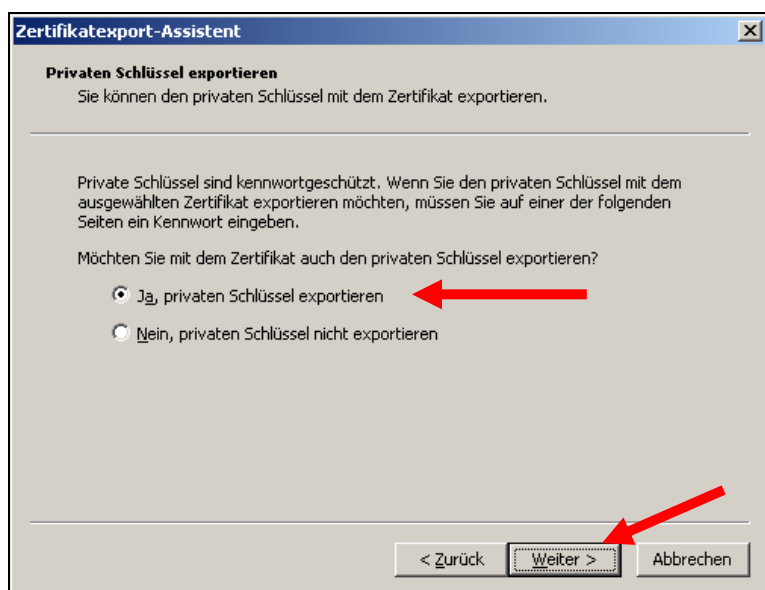 Zertifikatexport-Assistent
Privaten Schlüssel exportieren
Sie können den privaten Schlüssel mit dem Zertifikat exportieren.
Private Schlüssel sind kennwortgeschützt. Wenn Sie den privaten Schlüssel mit dem
ausgewählten Zertifikat exportieren möchten, müssen Sie auf einer der folgenden
Seiten ein Kennwort eingeben.
Möchten Sie mit dem Zertifikat auch den privaten Schlüssel exportieren?
Ja, privaten Schlüssel exportieren
Nein, privaten Schlüssel nicht exportieren
< Zurück Weiter > Abbrechen